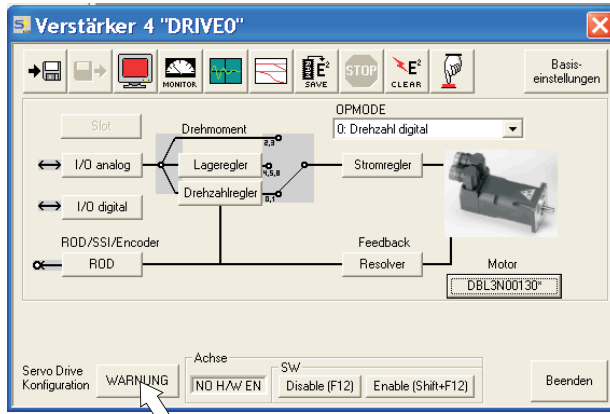 Verstärker 4 "DRIVE0"
MONITOR
E²
SAVE
STOP
E²
CLEAR
Basis-
einstellungen
OPMODE
Slot
Drehmoment
0: Drehzahl digital
2,3
I/O analog
Lageregler
4,5,8
Stromregler
Drehzahlregler
0,1
I/O digital
ROD/SSI/Encoder
Feedback
ROD
Resolver
Motor
DBL3N00130*
Achse
SW
Servo Drive
Konfiguration
WARNUNG
NO H/W EN
Disable (F12)
Enable (Shift+F12)
Beenden